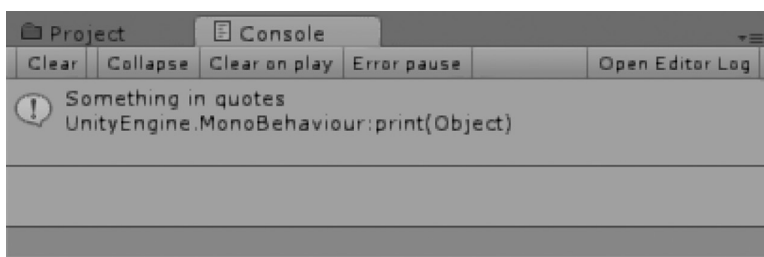 Project
Console
Clear
Collapse
Clear on play
Error pause
Open Editor Log
Something in quotes
UnityEngine.MonoBehaviour:print(Object)